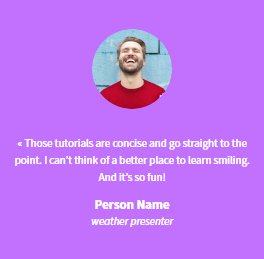 « Those tutorials are concise and go straight to the
point. I can't think of a better place to learn smiling.
And it's so fun!
Person Name
weather presenter